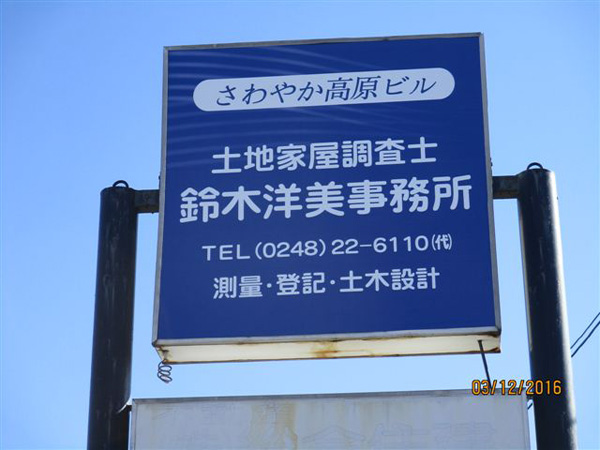 さわやか高原ビル
土地家屋調査士
鈴木洋美事務所
TEL(0248)22-6110㈹
測量・登記・土木設計
03/12/2016